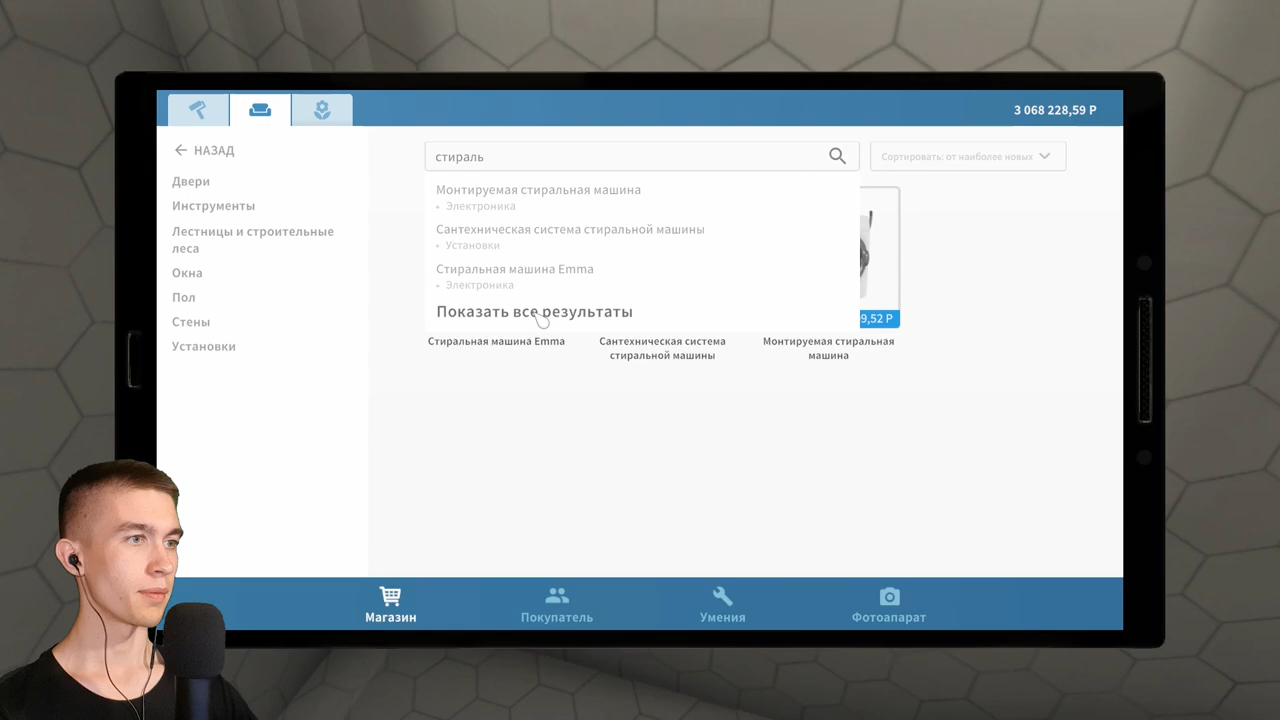 3 068 228,59 Р
НАЗАД
Двери
Инструменты
Лестницы и строительные
леса
Окна
Пол
Стены
Установки
стираль
Сортировать: от наиболее новых
Монтируемая стиральная машина
• Электроника
Сантехническая система стиральной машины
• Установки
Стиральная машина Emma
• Электроника
Показать все результаты
9,52 Р
Стиральная машина Emma
Сантехническая система
стиральной машины
Монтируемая стиральная
машина
Магазин
Покупатель
Умения
Фотоапарат